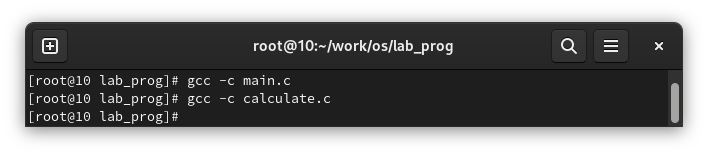 root@10:~/work/os/lab_prog
[root@10 lab_prog]# gcc -c main.c
[root@10 lab_prog]# gcc -c calculate.c
[root@10 lab_prog]#